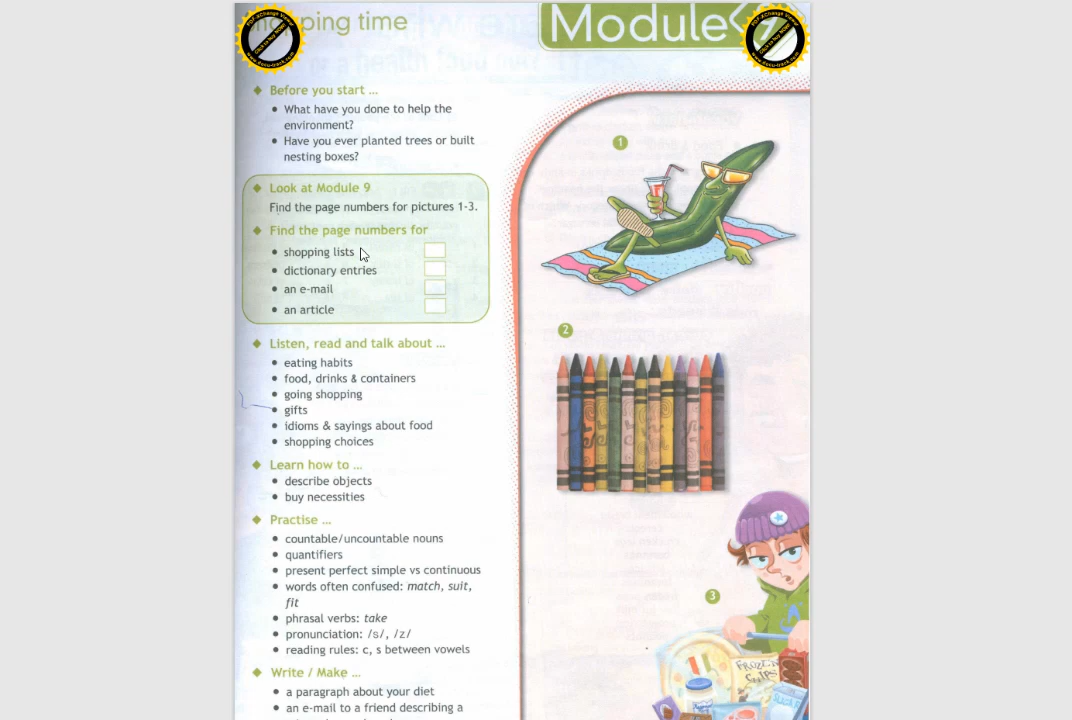 ping time
Module
Before you start ...
What have you done to help the
environment?
Have you ever planted trees or built
nesting boxes?
Look at Module 9
Find the page numbers for pictures 1-3.
Find the page numbers for
shopping lists
dictionary entries
an e-mail
an article
Listen, read and talk about ...
eating habits
food, drinks & containers
going shopping
gifts
idioms & sayings about food
shopping choices
Learn how to ...
describe objects
buy necessities
Practise ...
countable/uncountable nouns
quantifiers
present perfect simple vs continuous
words often confused: match, suit,
fit
phrasal verbs: take
pronunciation: /s/, /z/
reading rules: c, s between vowels
Write / Make ...
a paragraph about your diet
an e-mail to a friend describing a
1
2
3
FROZEN